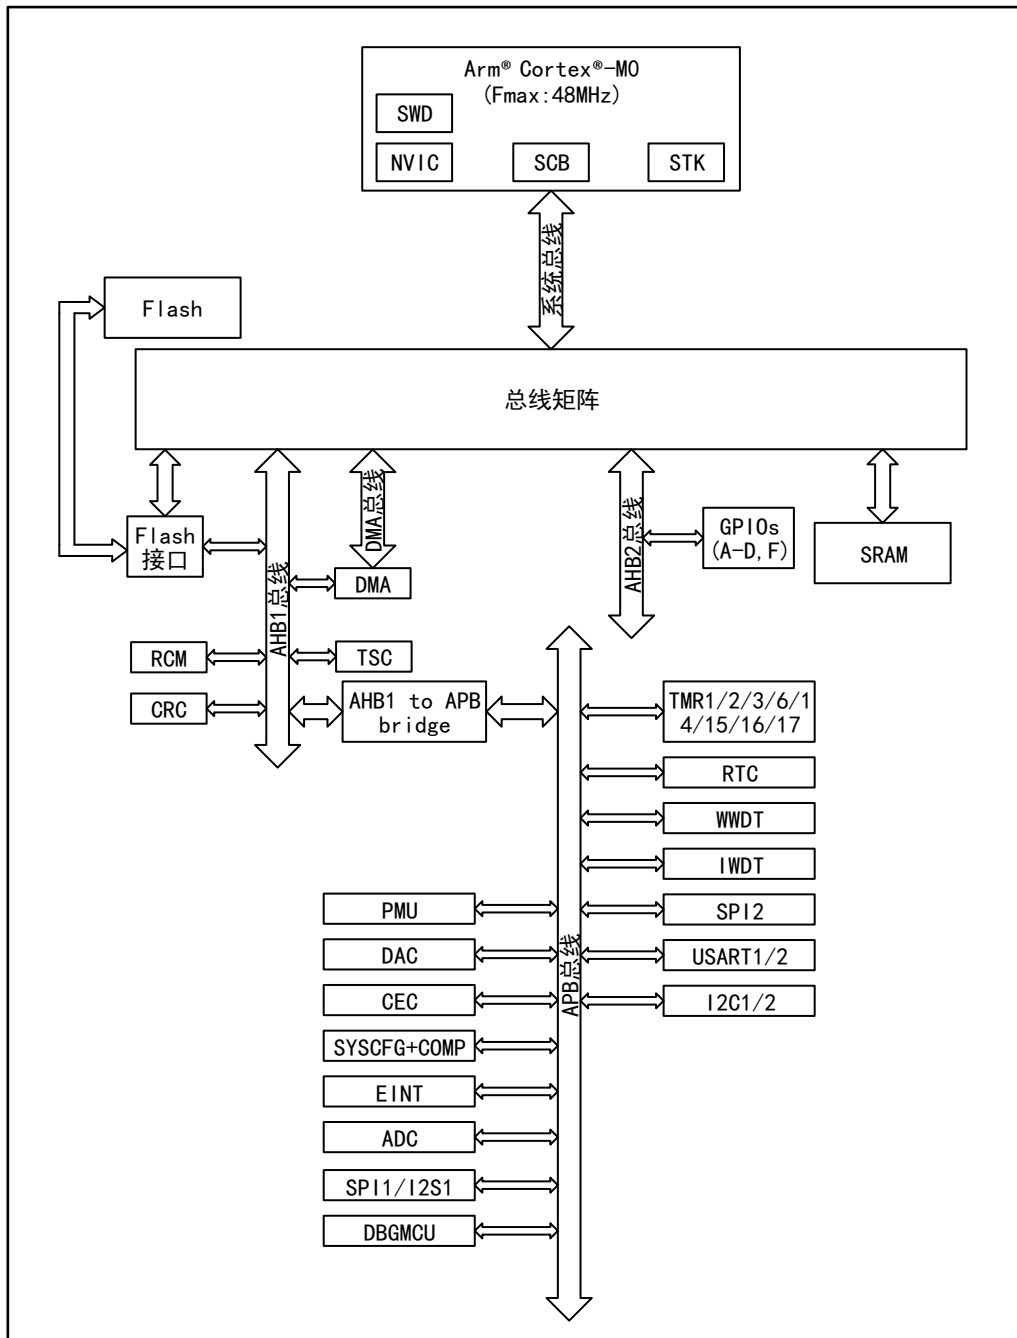 Arm® Cortex®-M0
(Fmax:48MHz)
SWD
NVIC
SCB
STK
系统总线
Flash
总线矩阵
DMA总线
AHB2总线
GPIOs
(A-D,F)
Flash
接口
SRAM
AHB1总线
DMA
RCM
TSC
CRC
AHB1 to APB
bridge
TMR1/2/3/6/1
4/15/16/17
RTC
WWDT
IWDT
PMU
SPI2
DAC
USART1/2
APB总线
CEC
I2C1/2
SYSCFG+COMP
EINT
ADC
SPI1/I2S1
DBGMCU